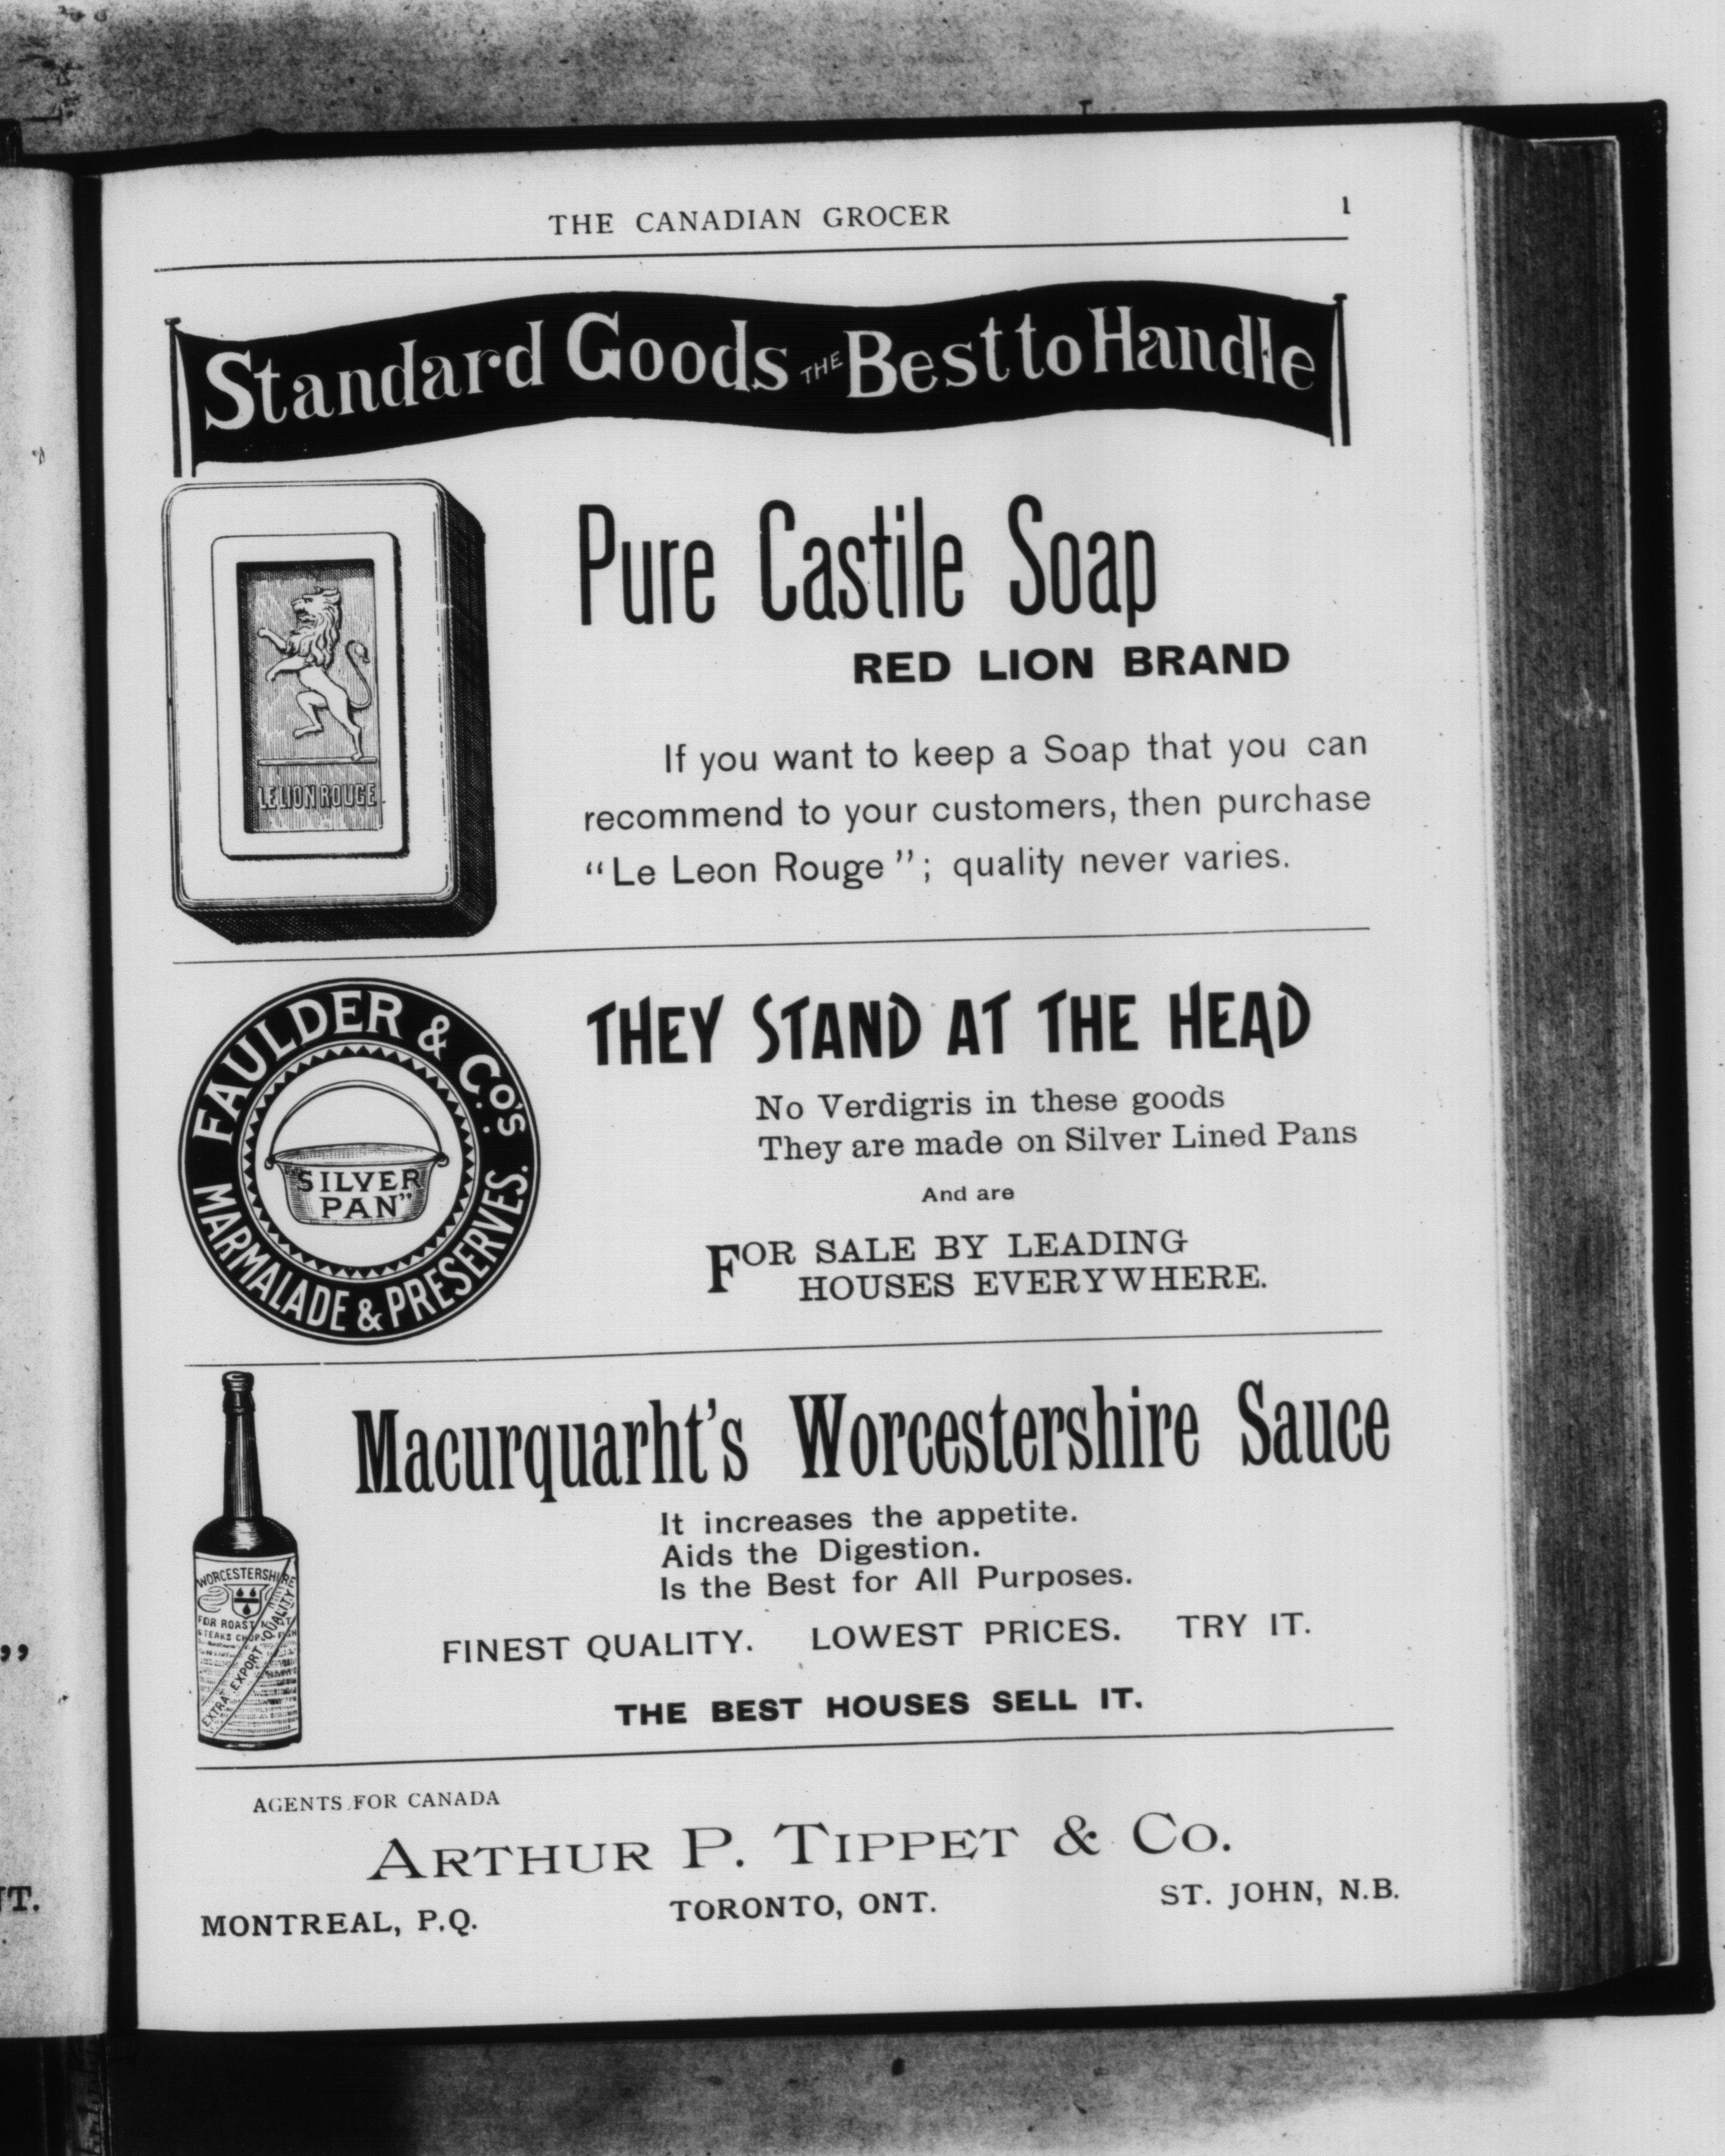 THE CANADIAN GROCER 1
Standard Goods THE Best to Handle
Pure Castile Soap
RED LION BRAND
LE LION ROUGE
If you want to keep a Soap that you can
recommend to your customers, then purchase
"Le Leon Rouge"; quality never varies.
FAULDER & CO'S
"SILVER
PAN"
MARMALADE & PRESERVES.
THEY STAND AT THE HEAD
No Verdigris in these goods
They are made on Silver Lined Pans
And are
FOR SALE BY LEADING
HOUSES EVERYWHERE.
Macurquarht's Worcestershire Sauce
It increases the appetite.
Aids the Digestion.
Is the Best for All Purposes.
WORCESTERSHIRE
FOR ROAST
STEAKS CHOPS FISH
EXTRA EXPORT QUALITY
FINEST QUALITY. LOWEST PRICES. TRY IT.
THE BEST HOUSES SELL IT.
AGENTS FOR CANADA
ARTHUR P. TIPPET & CO.
MONTREAL, P.Q. TORONTO, ONT. ST. JOHN, N.B.